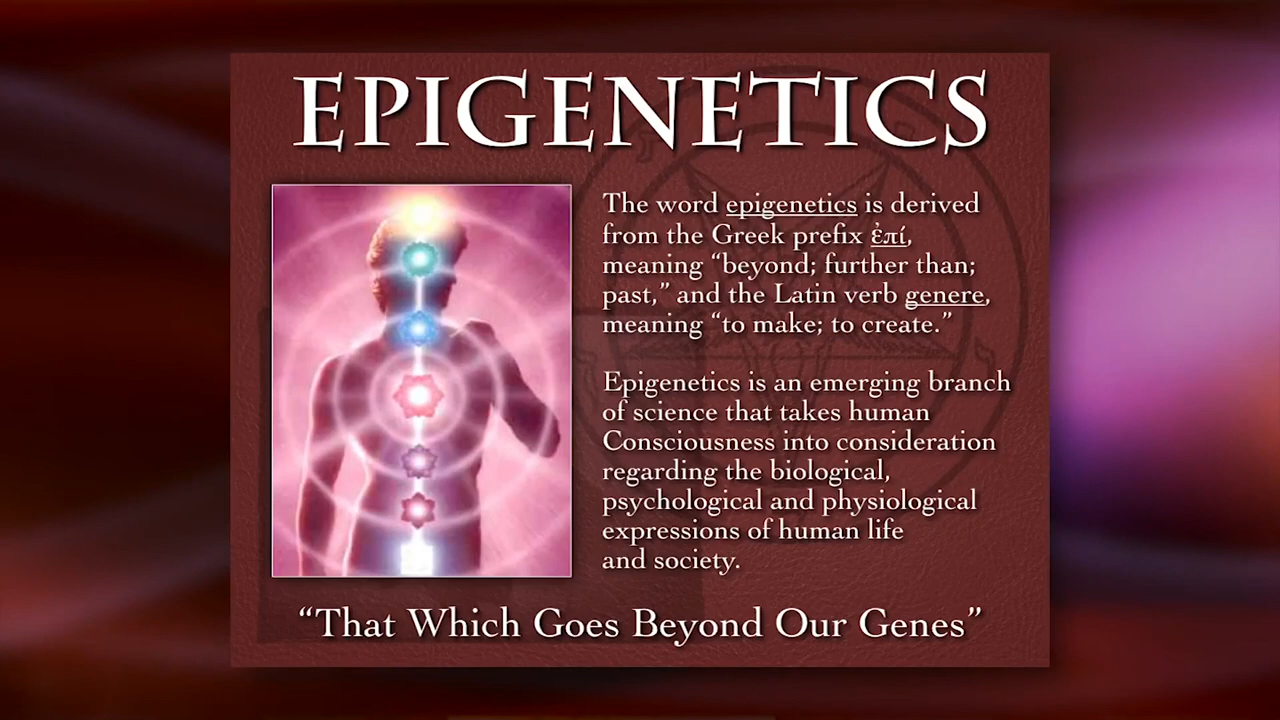 EPIGENETICS
The word epigenetics is derived
from the Greek prefix ἐπί,
meaning “beyond; further than;
past,” and the Latin verb genere,
meaning “to make; to create.”
Epigenetics is an emerging branch
of science that takes human
Consciousness into consideration
regarding the biological,
psychological and physiological
expressions of human life
and society.
“That Which Goes Beyond Our Genes”